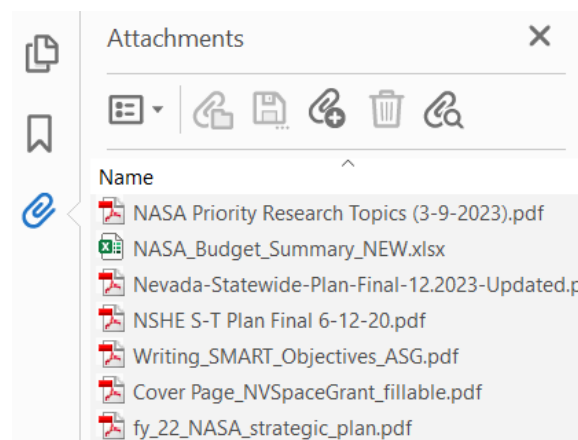 Attachments
Name
NASA Priority Research Topics (3-9-2023).pdf
NASA_Budget_Summary_NEW.xlsx
Nevada-Statewide-Plan-Final-12.2023-Updated.p
NSHE S-T Plan Final 6-12-20.pdf
Writing_SMART_Objectives_ASG.pdf
Cover Page_NVSpaceGrant_fillable.pdf
fy_22_NASA_strategic_plan.pdf